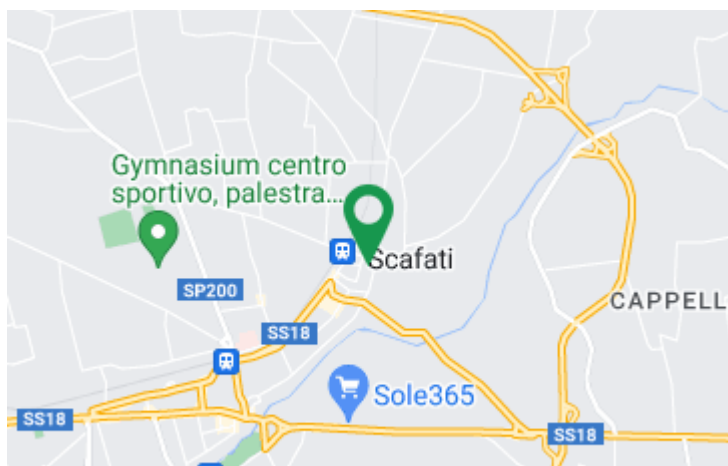 Gymnasium centro
sportivo, palestra...
Scafati
SP200
CAPPELL
SS18
Sole365
SS18
SS18